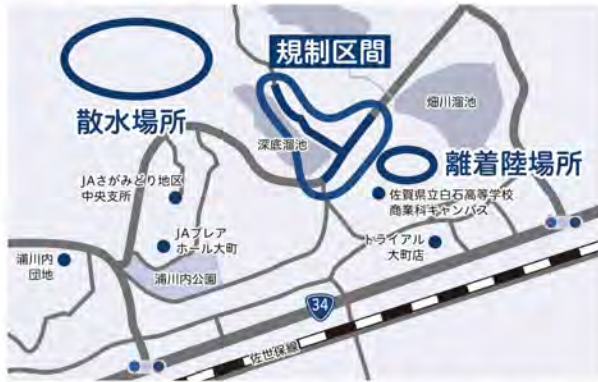 規制区間
散水場所
畑川溜池
深底溜池
離着陸場所
JAさがみどり地区
中央支所
佐賀県立白石高等学校
商業科キャンパス
JAプレア
ホール大町
トライアル
大町店
浦川内
団地
浦川内公園
34
佐世保線